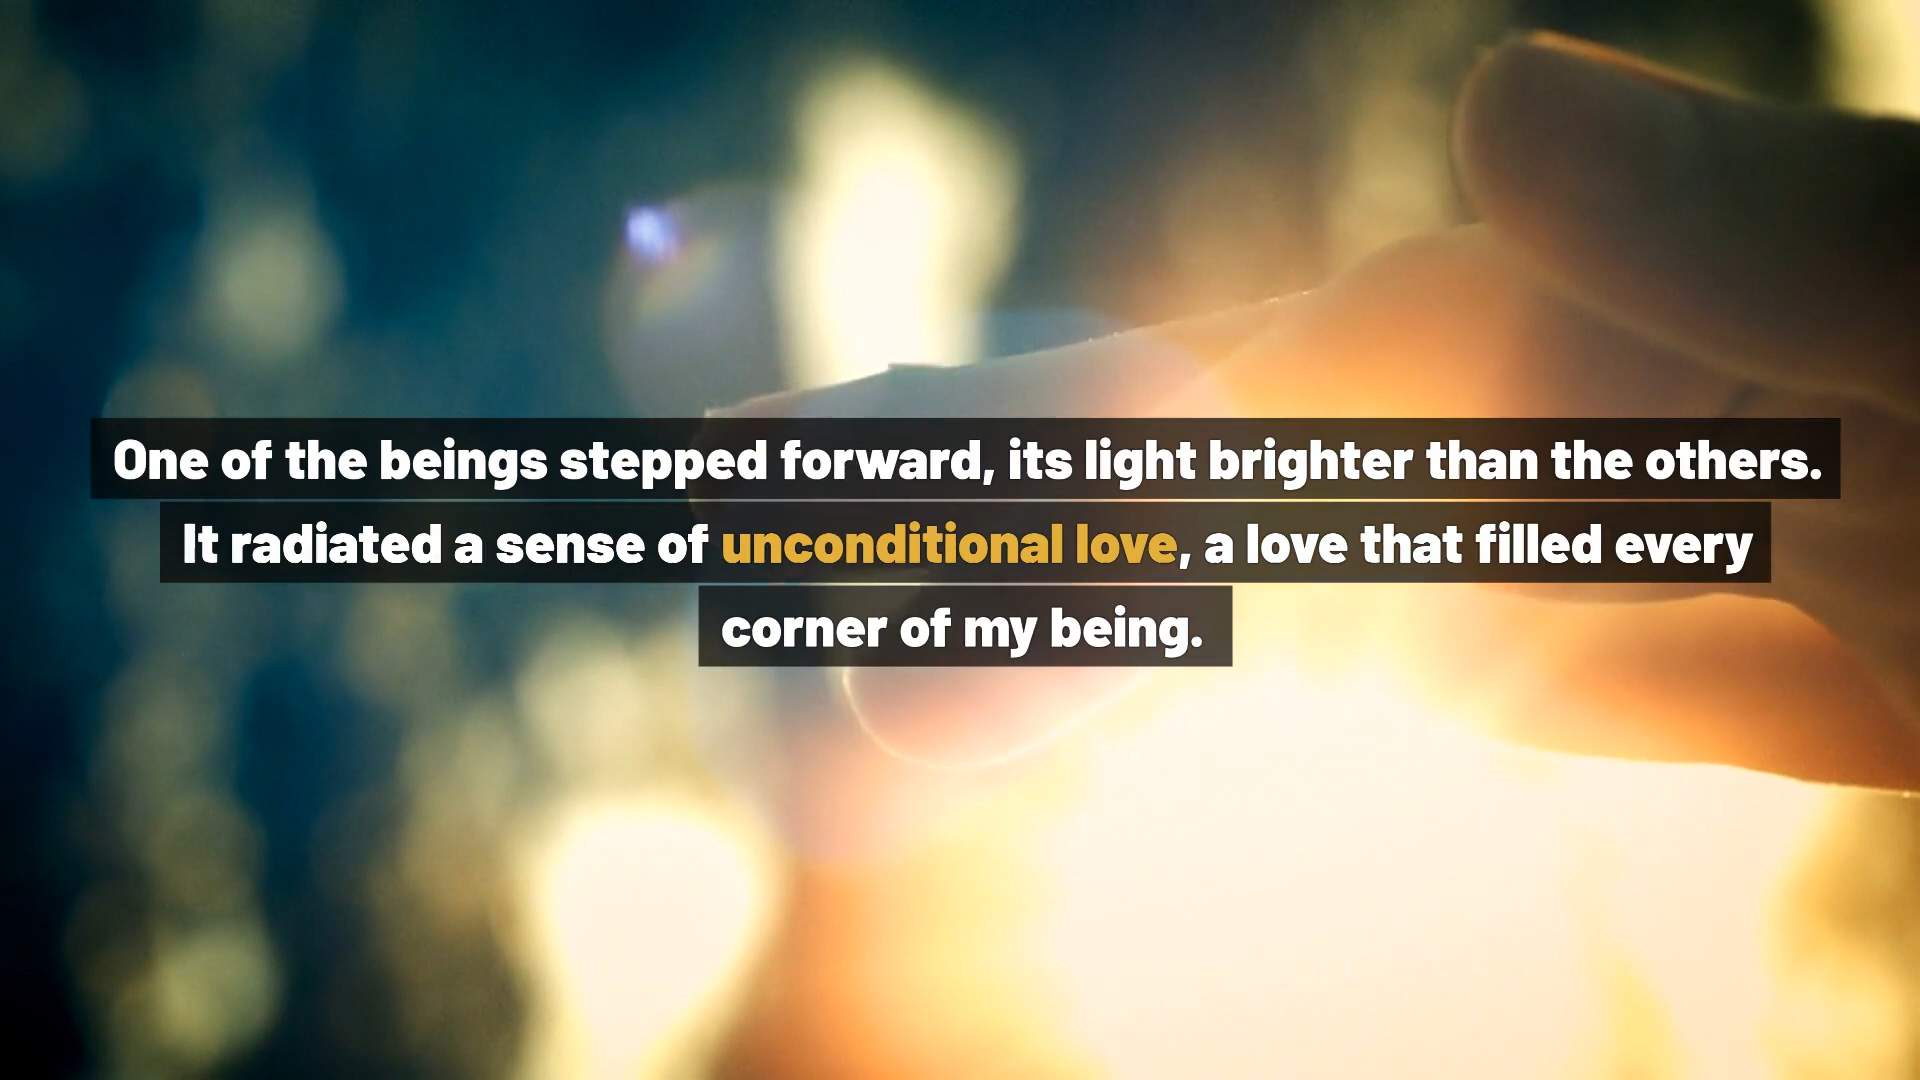 One of the beings stepped forward, its light brighter than the others.
It radiated a sense of unconditional love, a love that filled every
corner of my being.